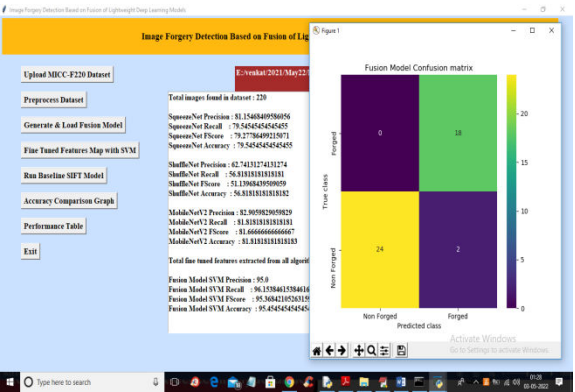 Image Forgery Detection Based on Fusion of Lightweight Deep Learning Models
Image Forgery Detection Based on Fusion of Lig
Upload MICC-F220 Dataset
E:/venkat/2021/May22/
Preprocess Dataset
Generate & Load Fusion Model
Fine Tuned Features Map with SVM
Run Baseline SIFT Model
Accuracy Comparison Graph
Performance Table
Exit
Total images found in dataset : 220
SqueezeNet Precision : 81.15468409586056
SqueezeNet Recall : 79.54545454545455
SqueezeNet FScore : 79.27786499215071
SqueezeNet Accuracy : 79.54545454545455
ShuffleNet Precision : 62.74131274131274
ShuffleNet Recall : 56.81818181818181
ShuffleNet FScore : 51.13968439509059
ShuffleNet Accuracy : 56.81818181818182
MobileNetV2 Precision : 82.9059829059829
MobileNetV2 Recall : 81.81818181818181
MobileNetV2 FScore : 81.66666666666667
MobileNetV2 Accuracy : 81.81818181818183
Total fine tuned features extracted from all algorit
Fusion Model SVM Precision : 95.0
Fusion Model SVM Recall : 96.15384615384616
Fusion Model SVM FScore : 95.3684210526315
Fusion Model SVM Accuracy : 95.4545454545454
Figure 1
Fusion Model Confusion matrix
Forged
0
18
True class
Non Forged
24
2
Non Forged
Forged
Predicted class
20
15
10
5
0
Activate Windows
Go to Settings to activate Windows.
Type here to search
01:28
03-05-2022